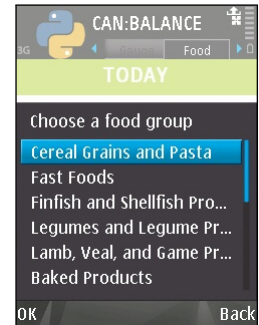 CAN:BALANCE
3G
Food
TODAY
Choose a food group
Cereal Grains and Pasta
Fast Foods
Finfish and Shellfish Pro...
Legumes and Legume Pr...
Lamb, Veal, and Game Pr...
Baked Products
OK Back